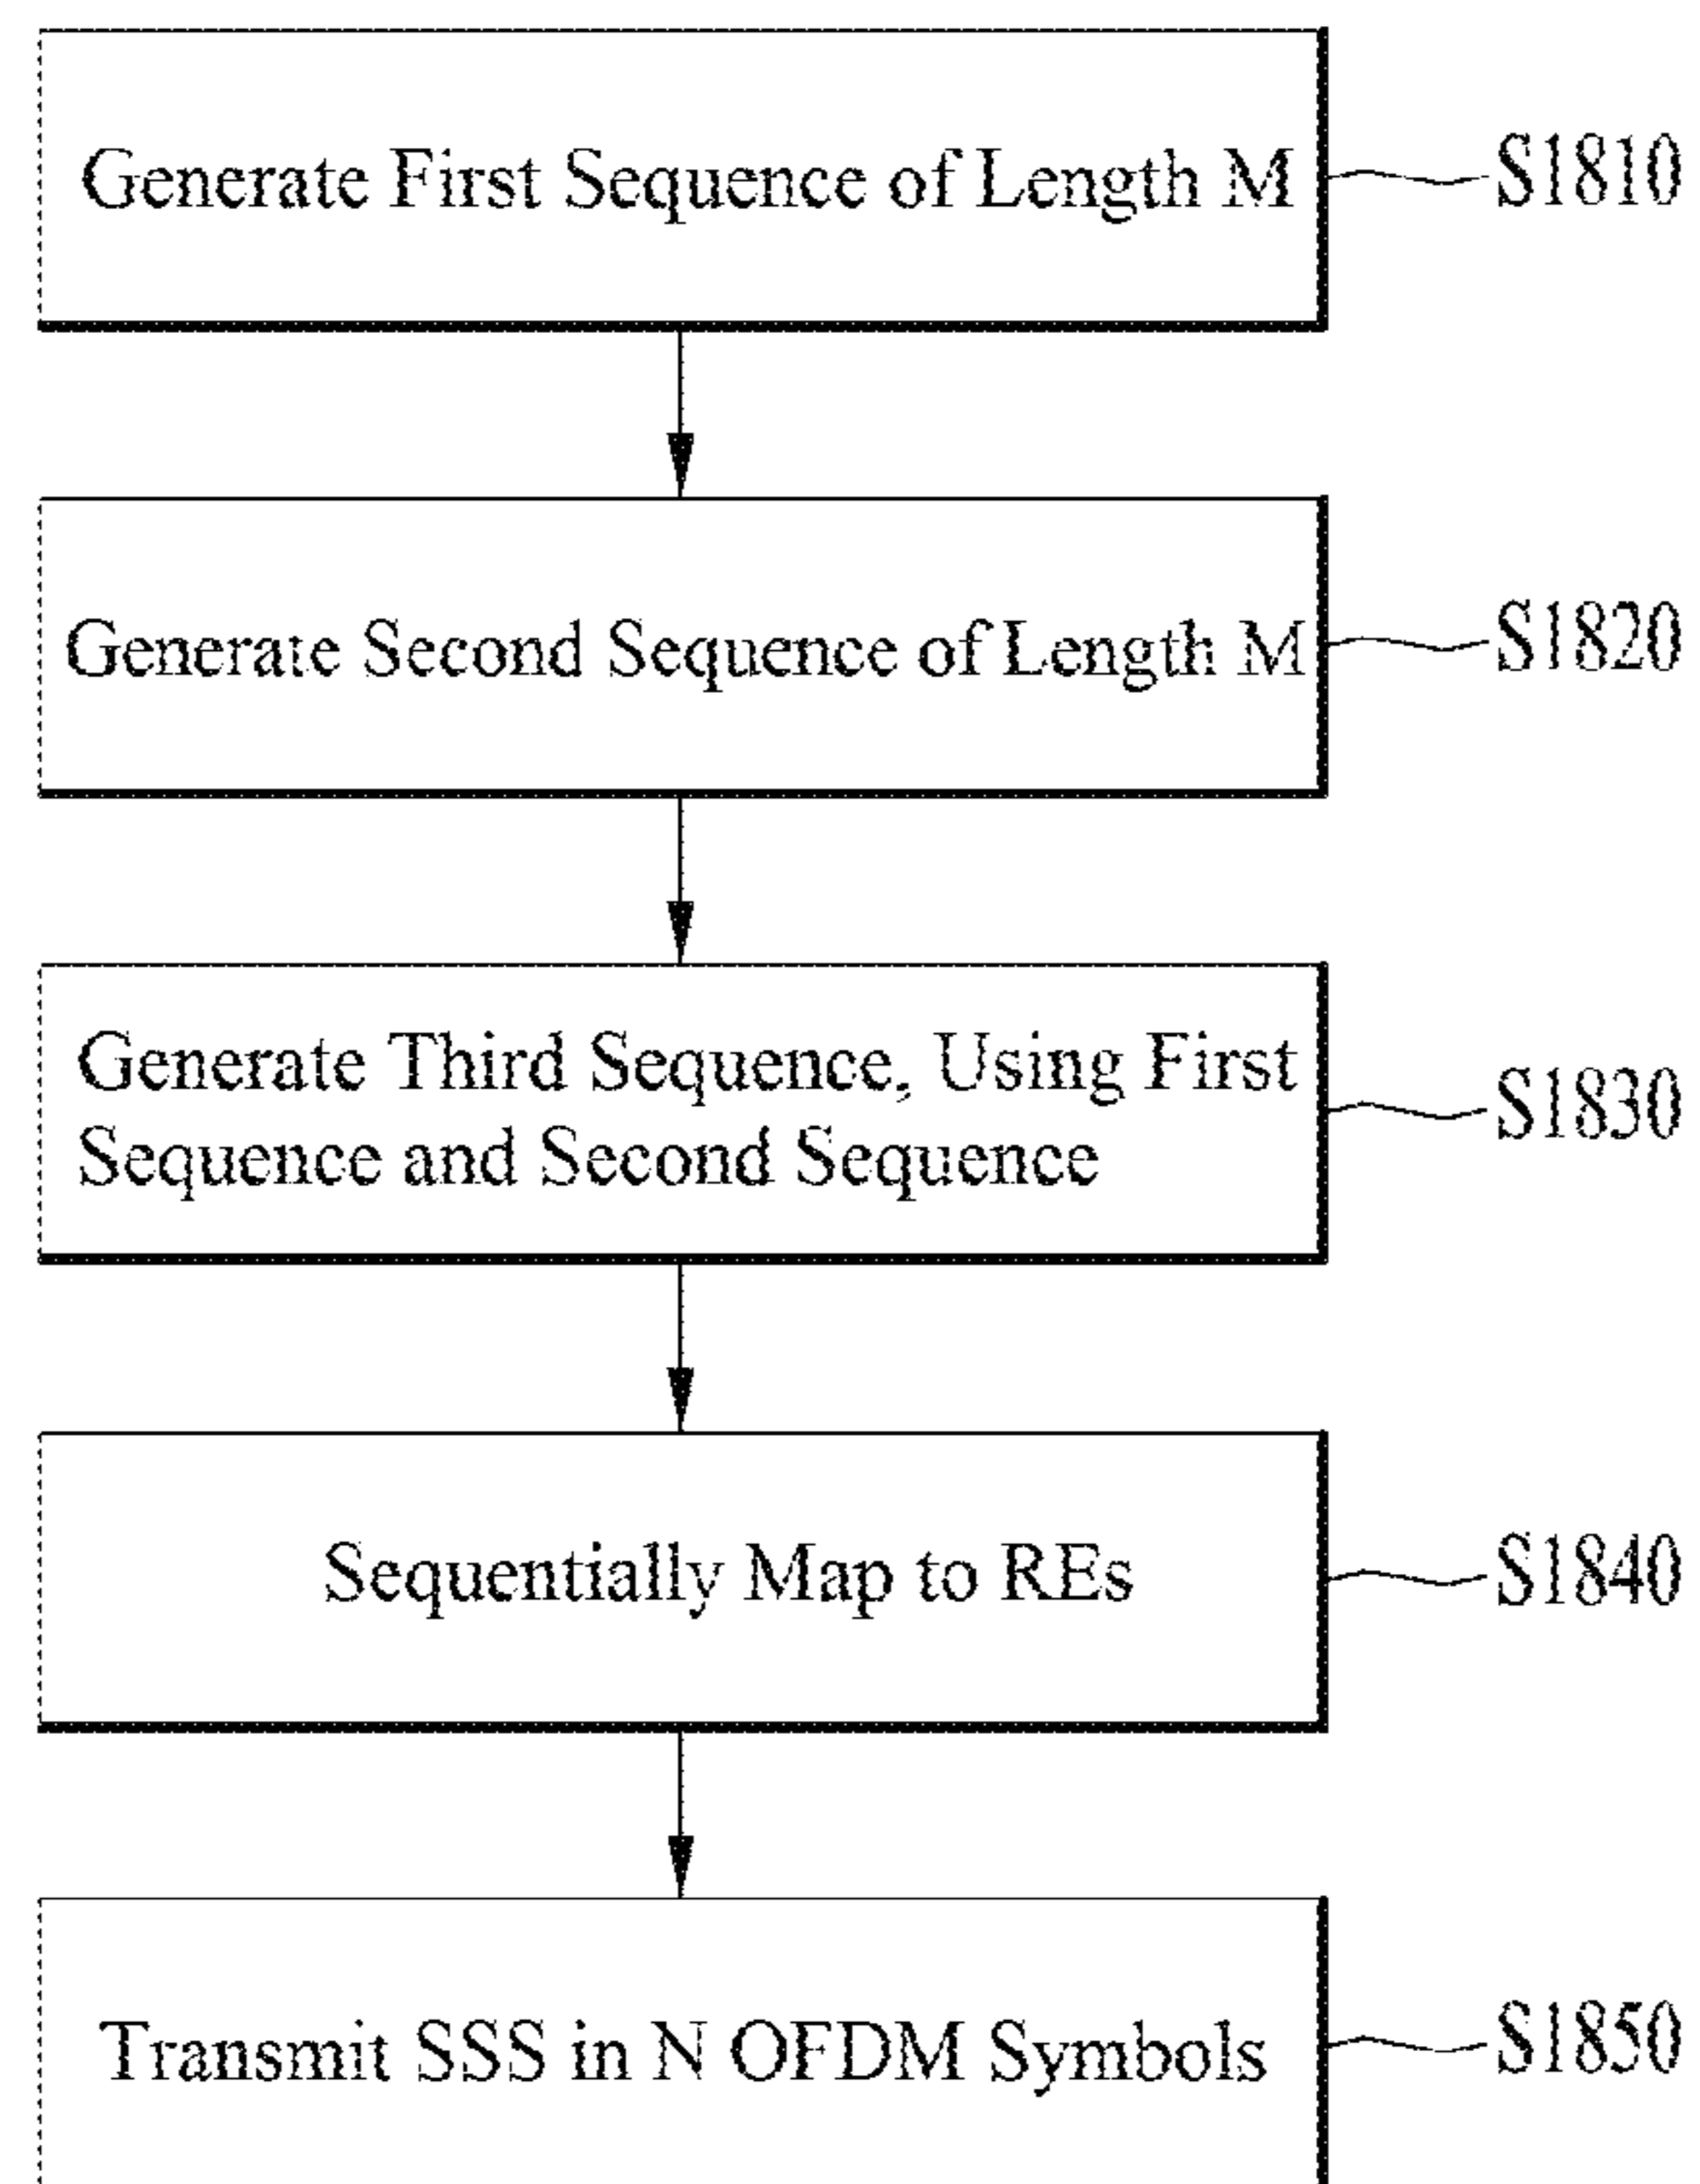 Generate First Sequence of Length M
S1810
Generate Second Sequence of Length M
S1820
Generate Third Sequence, Using First
Sequence and Second Sequence
S1830
Sequentially Map to REs
S1840
Transmit SSS in N OFDM Symbols
S1850